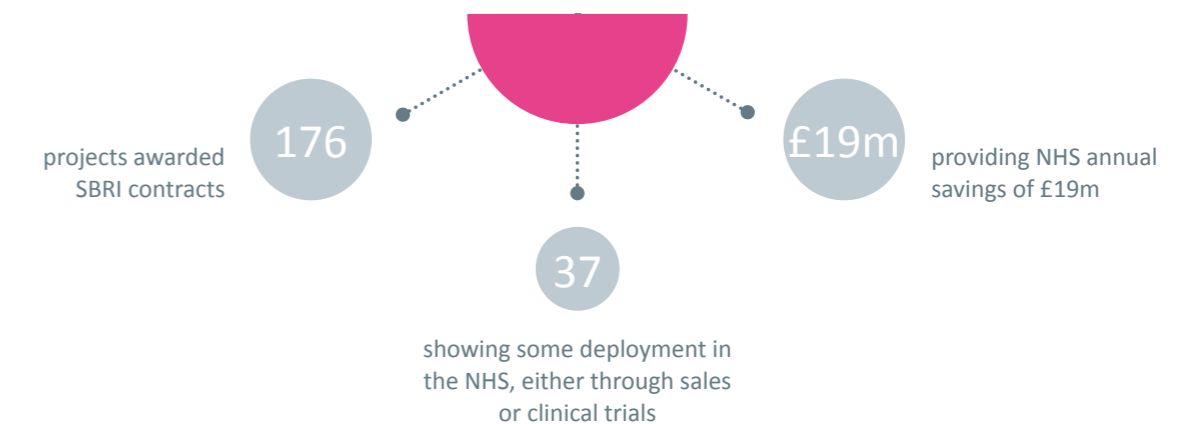 176
projects awarded
SBRI contracts
37
showing some deployment in
the NHS, either through sales
or clinical trials
£19m
providing NHS annual
savings of £19m